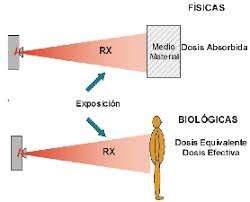 FÍSICAS
RX
Medio
Material
Dosis Absorbida
Exposición
BIOLÓGICAS
RX
Dosis Equivalente
Dosis Efectiva